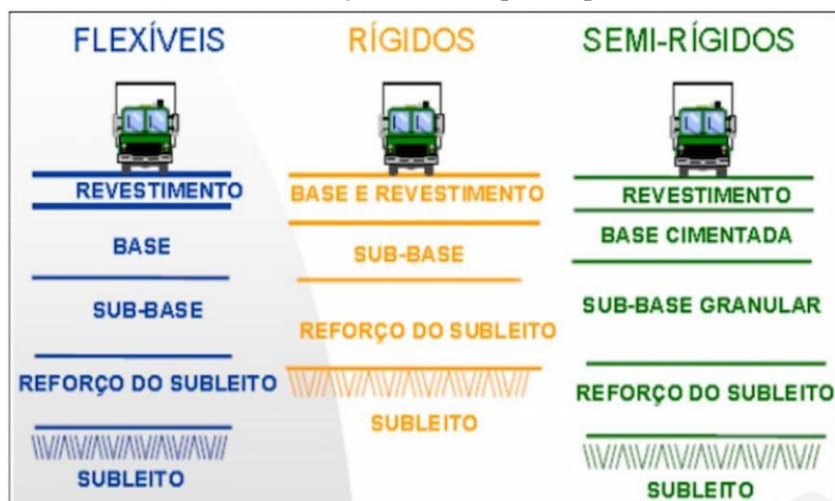 FLEXÍVEIS
REVESTIMENTO
BASE
SUB-BASE
REFORÇO DO SUBLEITO
SUBLEITO
RÍGIDOS
BASE E REVESTIMENTO
SUB-BASE
REFORÇO DO SUBLEITO
SUBLEITO
SEMI-RÍGIDOS
REVESTIMENTO
BASE CIMENTADA
SUB-BASE GRANULAR
REFORÇO DO SUBLEITO
SUBLEITO